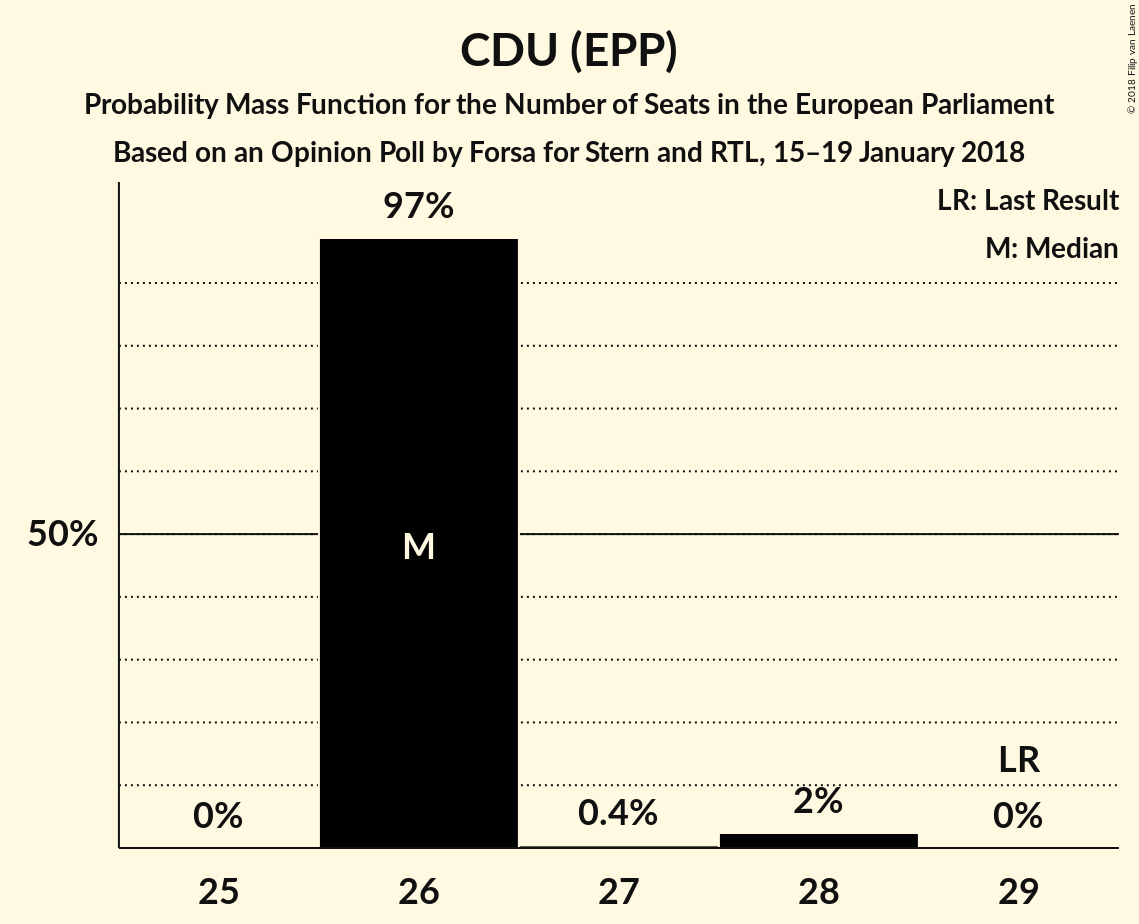 CDU (EPP)
Probability Mass Function for the Number of Seats in the European Parliament
Based on an Opinion Poll by Forsa for Stern and RTL, 15–19 January 2018
© 2018 Filip van Laenen
LR: Last Result
M: Median
97%
50%
M
LR
0%
0.4%
2%
0%
25
26
27
28
29